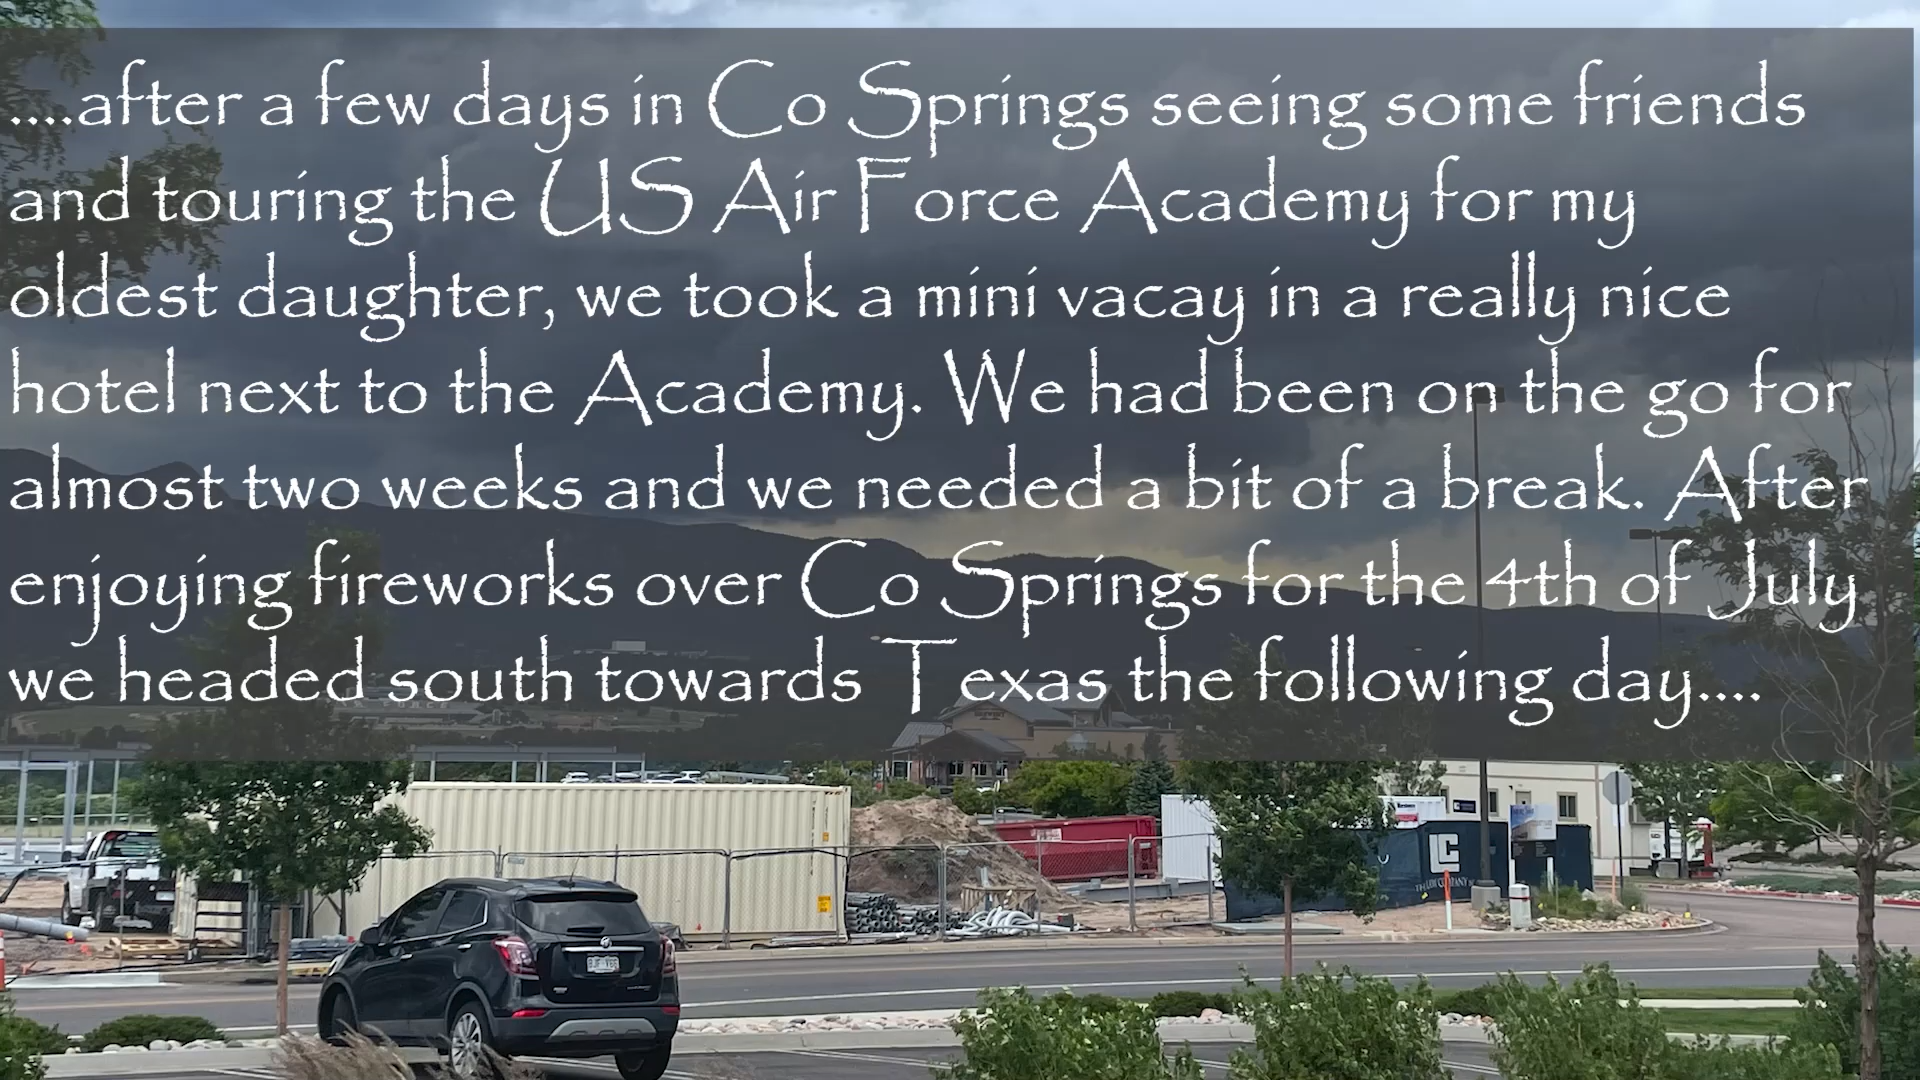 ....after a few days in Co Springs seeing some friends
and touring the US Air Force Academy for my
oldest daughter, we took a mini vacay in a really nice
hotel next to the Academy. We had been on the go for
almost two weeks and we needed a bit of a break. After
enjoying fireworks over Co Springs for the 4th of July
we headed south towards Texas the following day....